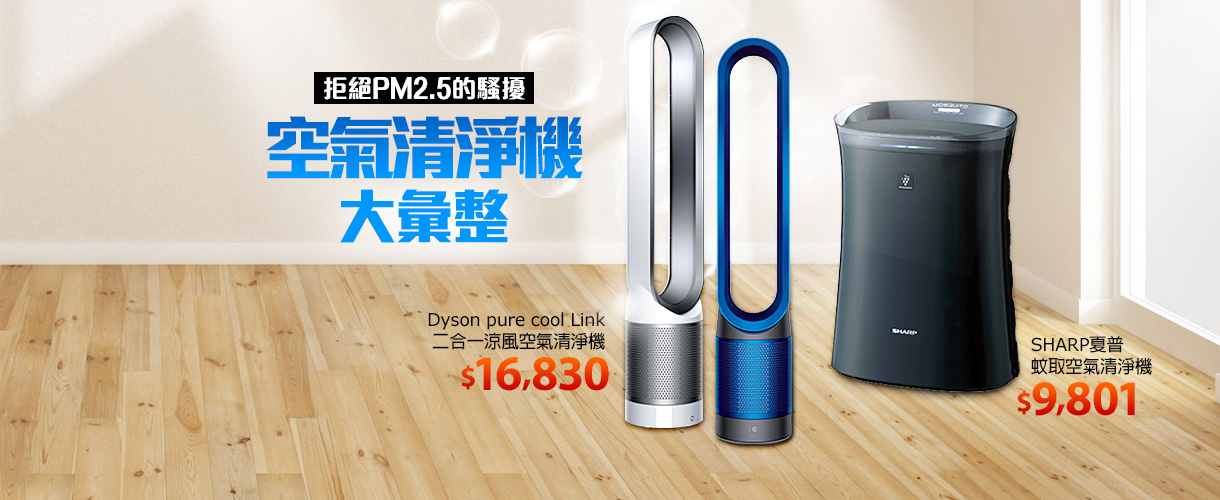 拒絕PM2.5的騷擾
空氣清淨機
大彙整
Dyson pure cool Link
二合一涼風空氣清淨機
$16,830
MOSQUITO
SHARP
SHARP夏普
蚊取空氣清淨機
$9,801